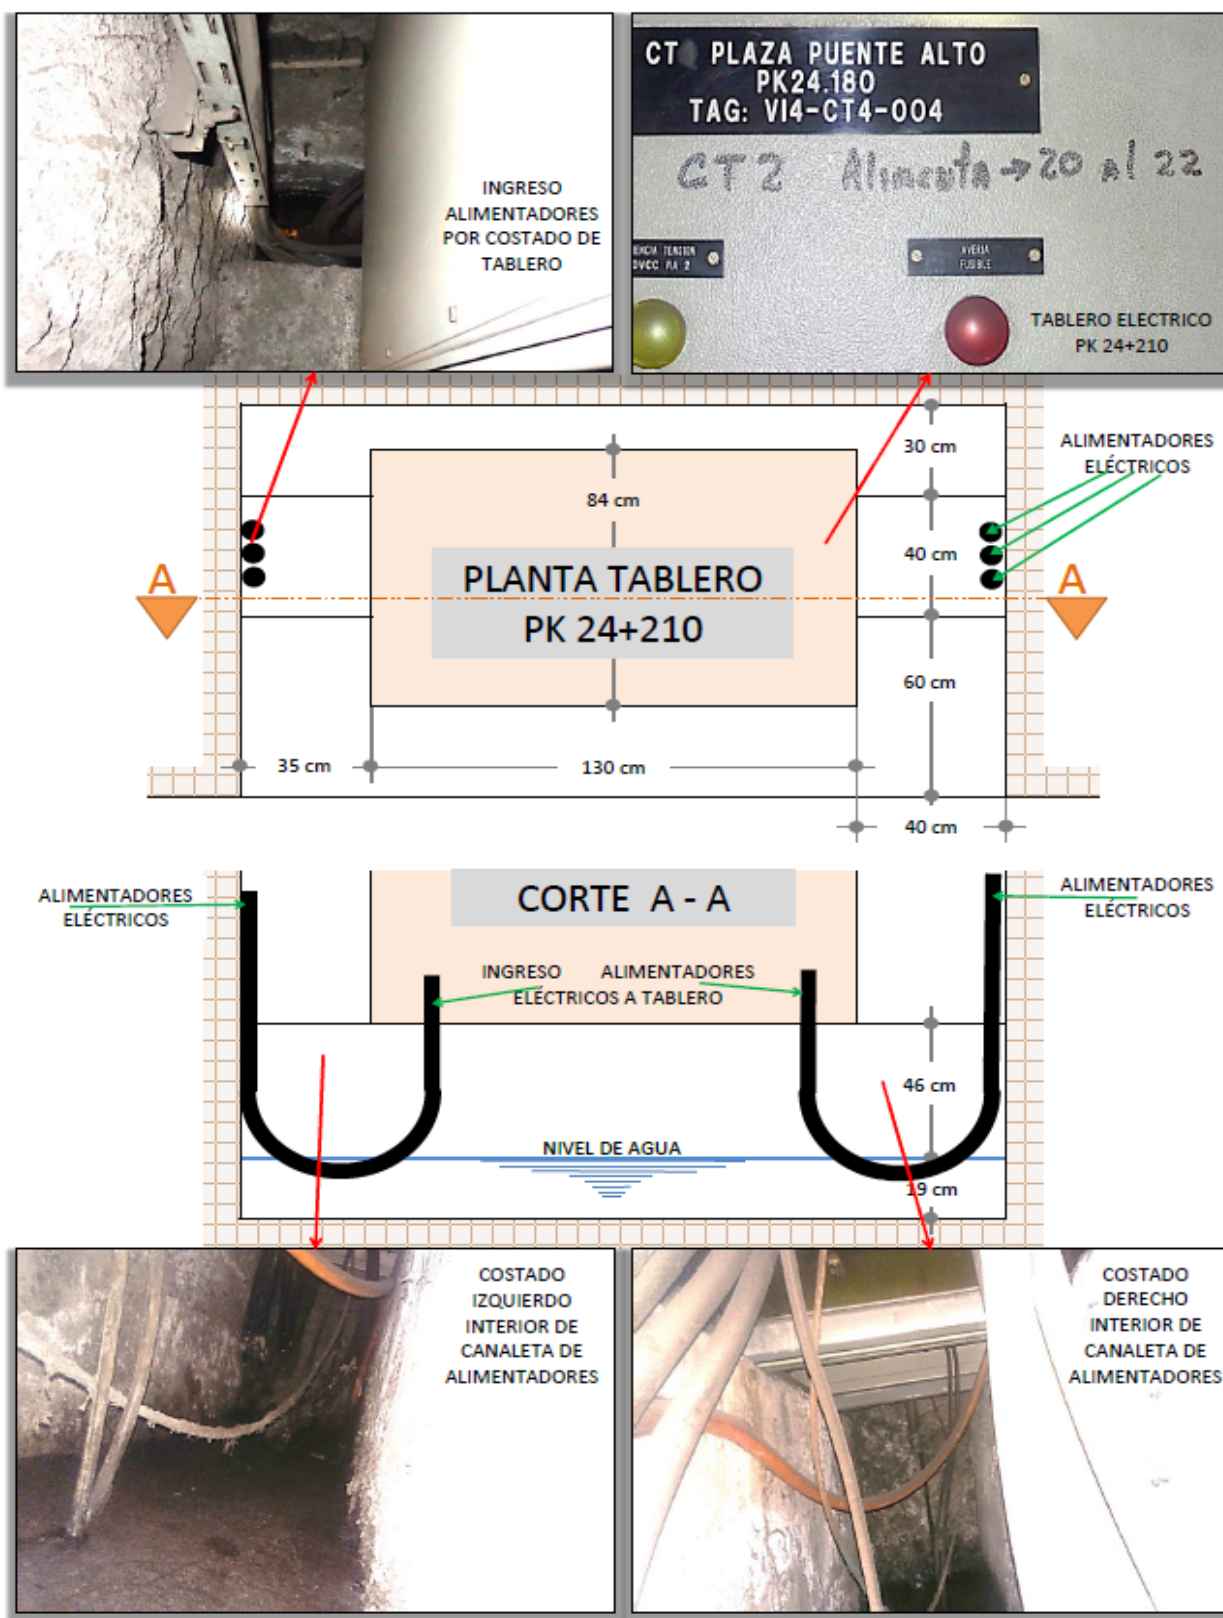 INGRESO
ALIMENTADORES
POR COSTADO DE
TABLERO
CT PLAZA PUENTE ALTO
PK24.180
TAG: VI4-CT4-004
CT2 Alimenta → 20 al 22
TENSION
AVERIA
FUSIBLE
TABLERO ELECTRICO
PK 24+210
30 cm
ALIMENTADORES
ELÉCTRICOS
84 cm
40 cm
A
A
PLANTA TABLERO
PK 24+210
60 cm
35 cm
130 cm
40 cm
ALIMENTADORES
ELÉCTRICOS
CORTE A - A
ALIMENTADORES
ELÉCTRICOS
INGRESO ALIMENTADORES
ELÉCTRICOS A TABLERO
46 cm
NIVEL DE AGUA
19 cm
COSTADO
IZQUIERDO
INTERIOR DE
CANALETA DE
ALIMENTADORES
COSTADO
DERECHO
INTERIOR DE
CANALETA DE
ALIMENTADORES